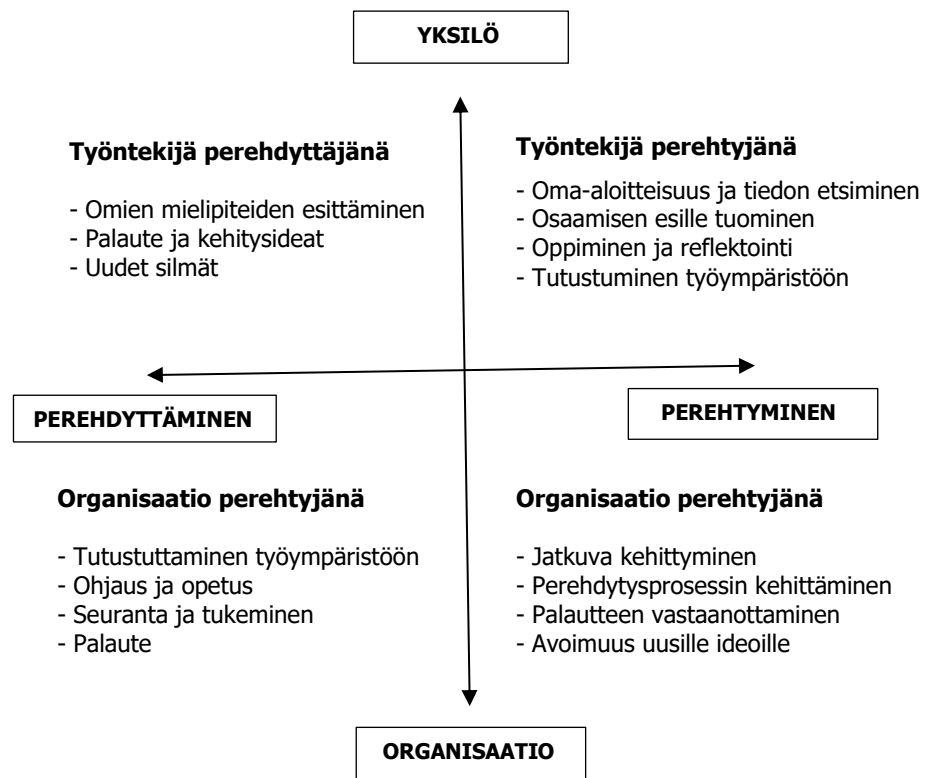 YKSILÖ
Työntekijä perehdyttäjänä
- Omien mielipiteiden esittäminen
- Palaute ja kehitysideat
- Uudet silmät
Työntekijä perehtyjänä
- Oma-aloitteisuus ja tiedon etsiminen
- Osaamisen esille tuominen
- Oppiminen ja reflektointi
- Tutustuminen työympäristöön
PEREHDYTTÄMINEN
PEREHTYMINEN
Organisaatio perehtyjänä
- Tutustuttaminen työympäristöön
- Ohjaus ja opetus
- Seuranta ja tukeminen
- Palaute
Organisaatio perehtyjänä
- Jatkuva kehittyminen
- Perehdytysprosessin kehittäminen
- Palautteen vastaanottaminen
- Avoimuus uusille ideoille
ORGANISAATIO